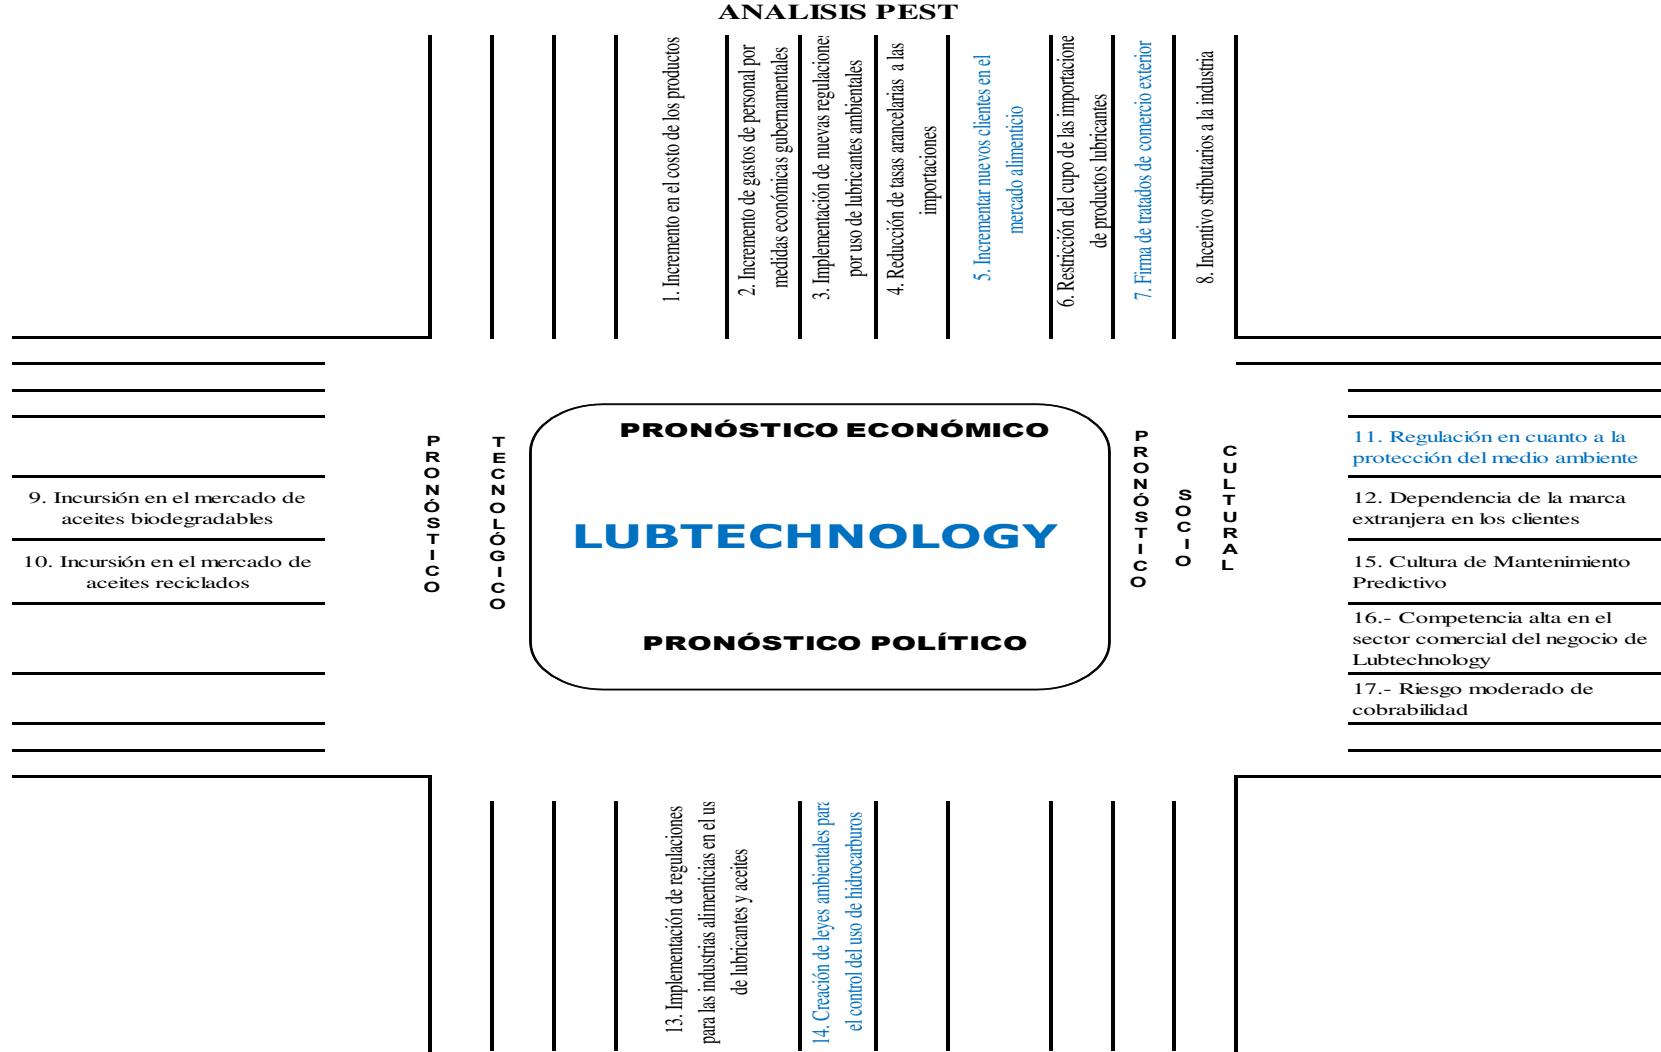 ANALISIS PEST
1. Incremento en el costo de los productos
2. Incremento de gastos de personal por
medidas económicas gubernamentales
3. Implementación de nuevas regulaciones
por uso de lubricantes ambientales
4. Reducción de tasas arancelarias a las
importaciones
5. Incrementar nuevos clientes en el
mercado alimenticio
6. Restricción del cupo de las importacione
de productos lubricantes
7. Firma de tratados de comercio exterior
8. Incentivo stributarios a la industria
9. Incursión en el mercado de
aceites biodegradables
10. Incursión en el mercado de
aceites reciclados
PRONÓSTICO
TECNOLÓGICO
PRONÓSTICO ECONÓMICO
LUBTECHNOLOGY
PRONÓSTICO POLÍTICO
PRONÓSTICO
SOCIO
CULTURAL
11. Regulación en cuanto a la
protección del medio ambiente
12. Dependencia de la marca
extranjera en los clientes
15. Cultura de Mantenimiento
Predictivo
16.- Competencia alta en el
sector comercial del negocio de
Lubtechnology
17.- Riesgo moderado de
cobrabilidad
13. Implementación de regulaciones
para las industrias alimenticias en el us
de lubricantes y aceites
14. Creación de leyes ambientales para
el control del uso de hidrocarburos